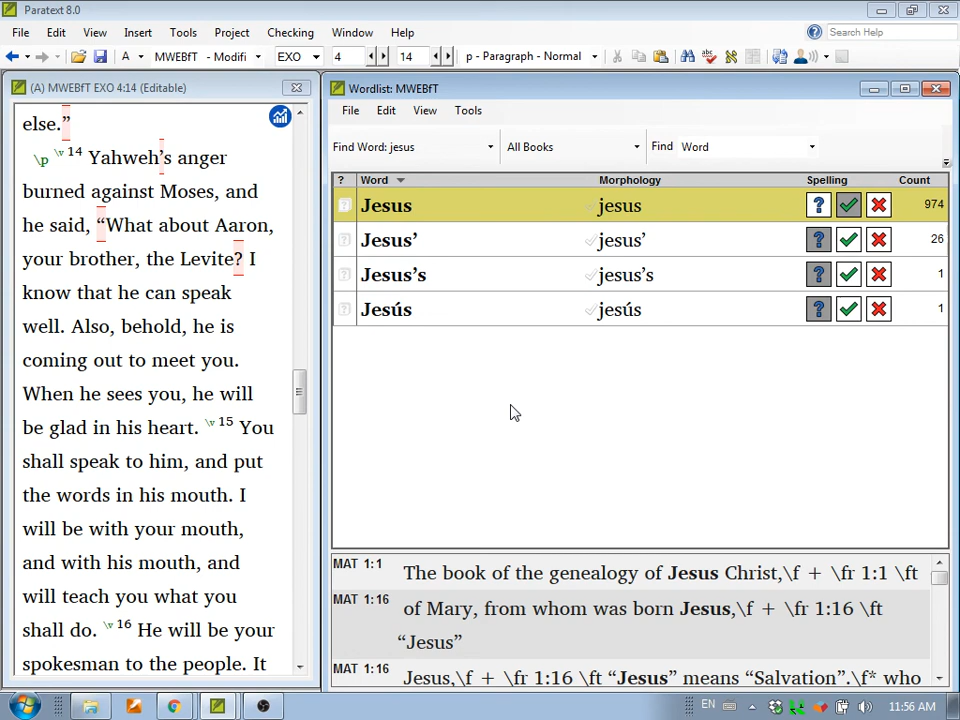 Paratext 8.0
File Edit View Insert Tools Project Checking Window Help
Search Help
A MWEBfT - Modifi EXO 4 14 p - Paragraph - Normal
(A) MWEBfT EXO 4:14 (Editable)
else.”
\p \v 14 Yahweh’s anger
burned against Moses, and
he said, “What about Aaron,
your brother, the Levite? I
know that he can speak
well. Also, behold, he is
coming out to meet you.
When he sees you, he will
be glad in his heart. \v 15 You
shall speak to him, and put
the words in his mouth. I
will be with your mouth,
and with his mouth, and
will teach you what you
shall do. \v 16 He will be your
spokesman to the people. It
Wordlist: MWEBfT
File Edit View Tools
Find Word: jesus All Books Find Word
? Word Morphology Spelling Count
Jesus jesus ? 974
Jesus’ jesus’ ? 26
Jesus’s jesus’s ? 1
Jesús jesús ? 1
MAT 1:1 The book of the genealogy of Jesus Christ,\f + \fr 1:1 \ft
MAT 1:16 of Mary, from whom was born Jesus,\f + \fr 1:16 \ft
“Jesus”
MAT 1:16 Jesus,\f + \fr 1:16 \ft “Jesus” means “Salvation”.\f* who
EN 11:56 AM